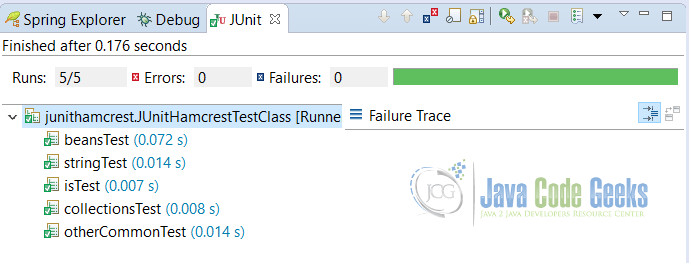 Spring Explorer Debug JUnit
Finished after 0.176 seconds
Runs: 5/5 Errors: 0 Failures: 0
junithamcrest.JUnitHamcrestTestClass [Runne
Failure Trace
beansTest (0.072 s)
stringTest (0.014 s)
isTest (0.007 s)
collectionsTest (0.008 s)
otherCommonTest (0.014 s)
JCG
Java Code Geeks
JAVA 2 JAVA DEVELOPERS RESOURCE CENTER